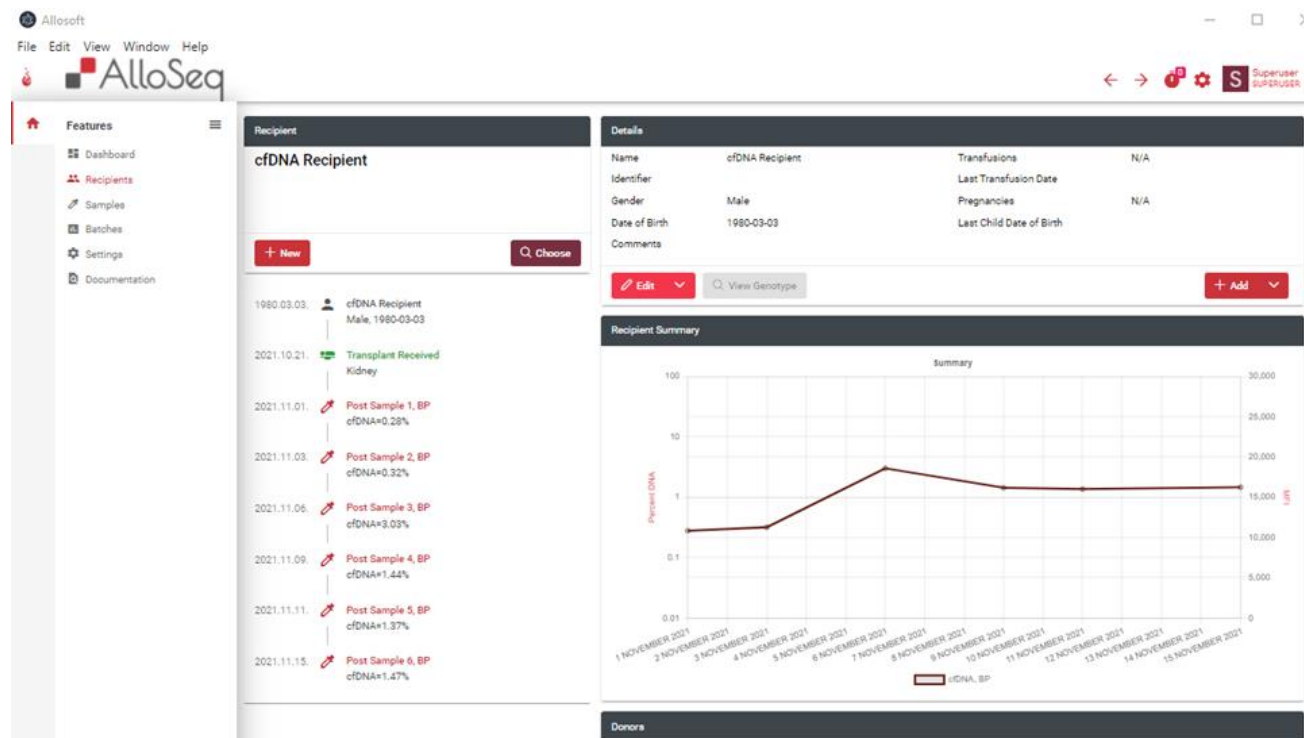 Allosoft
File Edit View Window Help
AlloSeq
0
S
Superuser
SUPERUSER
Features
Dashboard
Recipients
Samples
Batches
Settings
Documentation
Recipient
cfDNA Recipient
+ New
Choose
1980.03.03. cfDNA Recipient
Male, 1980-03-03
2021.10.21. Transplant Received
Kidney
2021.11.01. Post Sample 1, BP
cfDNA=0.28%
2021.11.03. Post Sample 2, BP
cfDNA=0.32%
2021.11.06. Post Sample 3, BP
cfDNA=3.03%
2021.11.09. Post Sample 4, BP
cfDNA=1.44%
2021.11.11. Post Sample 5, BP
cfDNA=1.37%
2021.11.15. Post Sample 6, BP
cfDNA=1.47%
Details
Name cfDNA Recipient Transfusions N/A
Identifier Last Transfusion Date
Gender Male Pregnancies N/A
Date of Birth 1980-03-03 Last Child Date of Birth
Comments
Edit
View Genotype
+ Add
Recipient Summary
Summary
100
10
1
0.1
0.01
Percent DNA
30,000
25,000
20,000
15,000
10,000
5,000
0
MFI
1 NOVEMBER 2021
2 NOVEMBER 2021
3 NOVEMBER 2021
4 NOVEMBER 2021
5 NOVEMBER 2021
6 NOVEMBER 2021
7 NOVEMBER 2021
8 NOVEMBER 2021
9 NOVEMBER 2021
10 NOVEMBER 2021
11 NOVEMBER 2021
12 NOVEMBER 2021
13 NOVEMBER 2021
14 NOVEMBER 2021
15 NOVEMBER 2021
cfDNA, BP
Donors